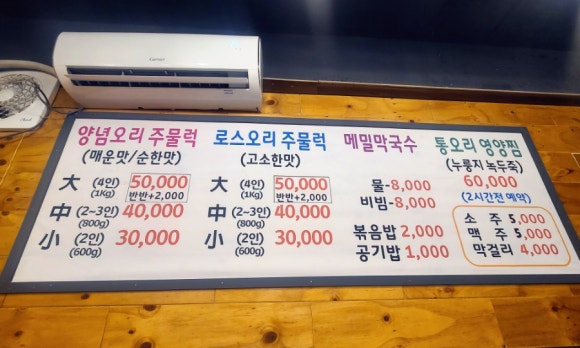 양념오리 주물럭
(매운맛/순한맛)
大 (4인) (1Kg) 50,000
반반+2,000
中 (2~3인) (800g) 40,000
小 (2인) (600g) 30,000
로스오리 주물럭
(고소한맛)
大 (4인) (1Kg) 50,000
반반+2,000
中 (2~3인) (800g) 40,000
小 (2인) (600g) 30,000
메밀막국수
물-8,000
비빔-8,000
볶음밥 2,000
공기밥 1,000
통오리 영양찜
(누룽지 녹두죽)
60,000
(2시간전 예약)
소 주 5,000
맥 주 5,000
막걸리 4,000